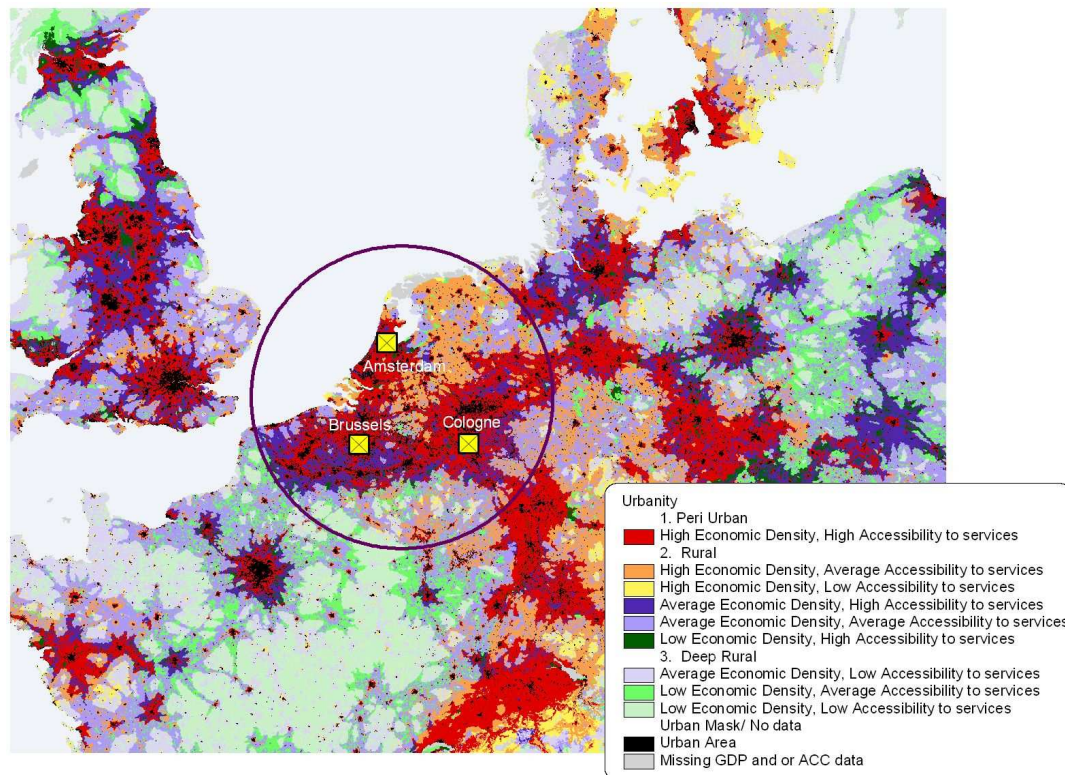 Amsterdam
Brussels
Cologne
Urbanity
1. Peri Urban
High Economic Density, High Accessibility to services
2. Rural
High Economic Density, Average Accessibility to services
High Economic Density, Low Accessibility to services
Average Economic Density, High Accessibility to services
Average Economic Density, Average Accessibility to services
Low Economic Density, High Accessibility to services
3. Deep Rural
Average Economic Density, Low Accessibility to services
Low Economic Density, Average Accessibility to services
Low Economic Density, Low Accessibility to services
Urban Mask/ No data
Urban Area
Missing GDP and or ACC data